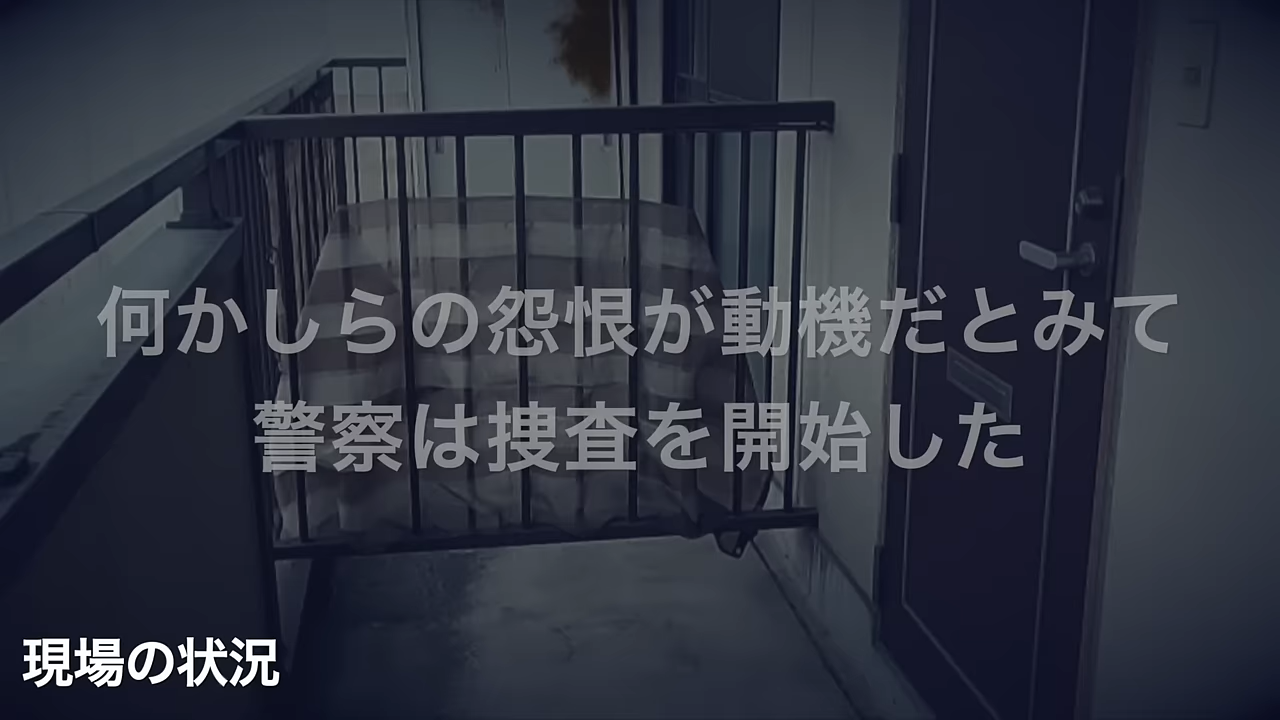 何かしらの怨恨が動機だとみて
警察は捜査を開始した
現場の状況